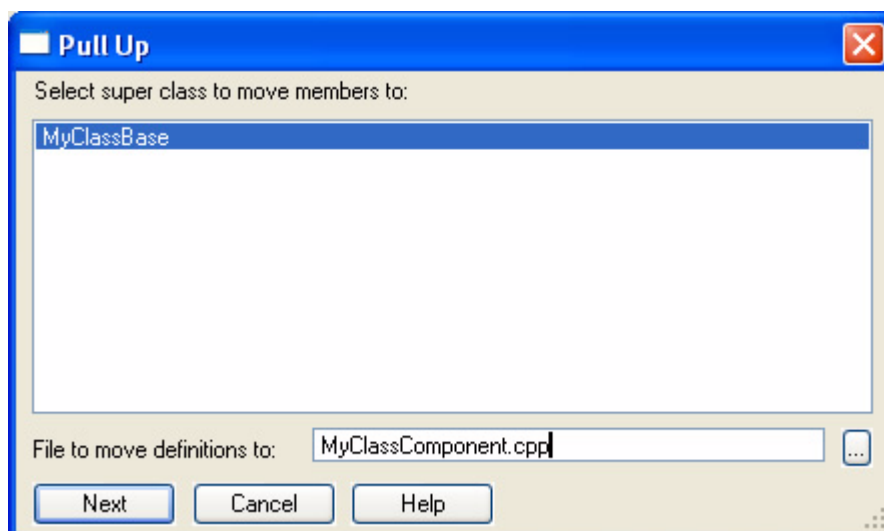 Pull Up
Select super class to move members to:
MyClassBase
File to move definitions to: MyClassComponent.cpp ...
Next Cancel Help